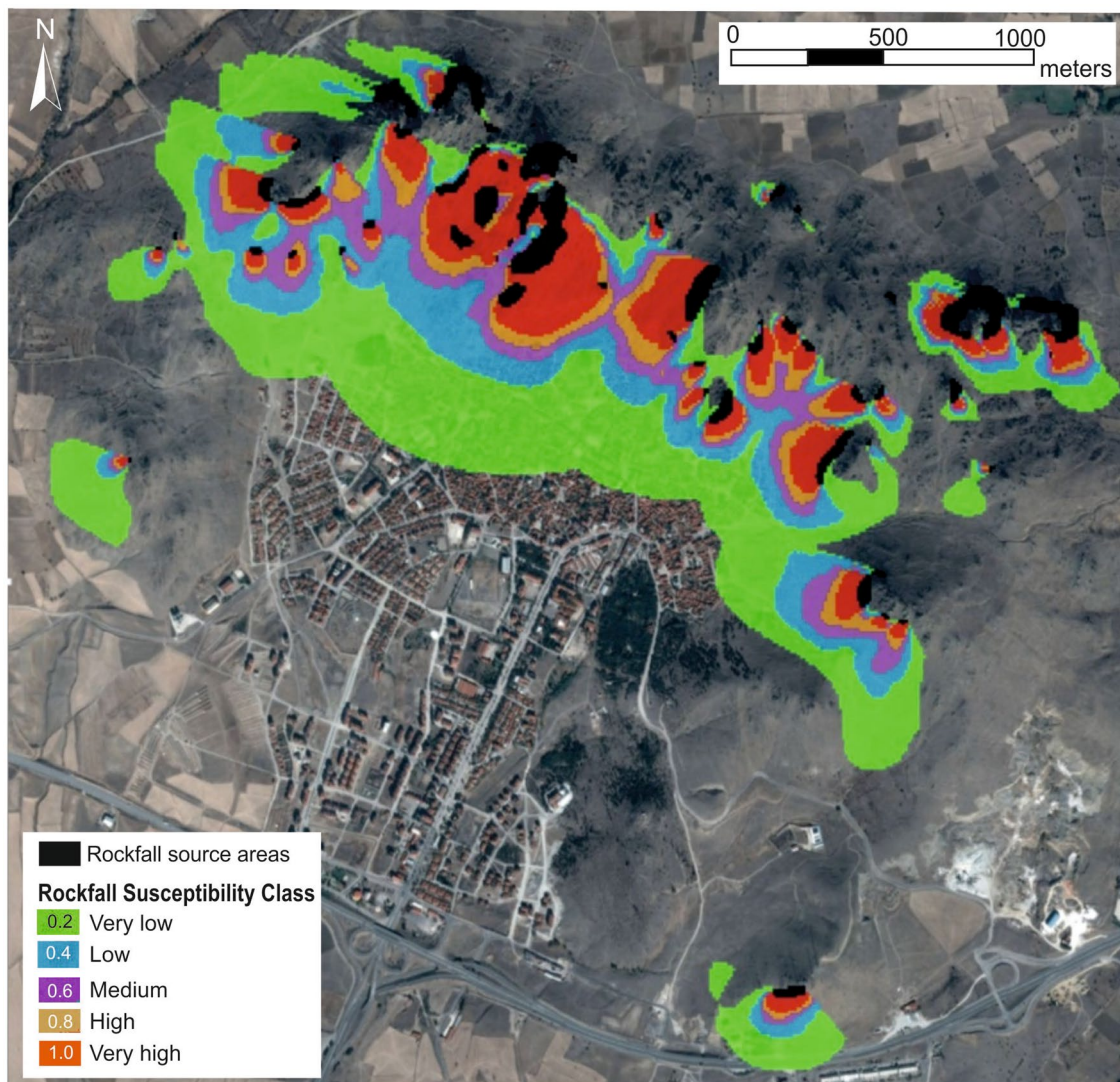 N
0 500 1000
meters
Rockfall source areas
Rockfall Susceptibility Class
0.2 Very low
0.4 Low
0.6 Medium
0.8 High
1.0 Very high